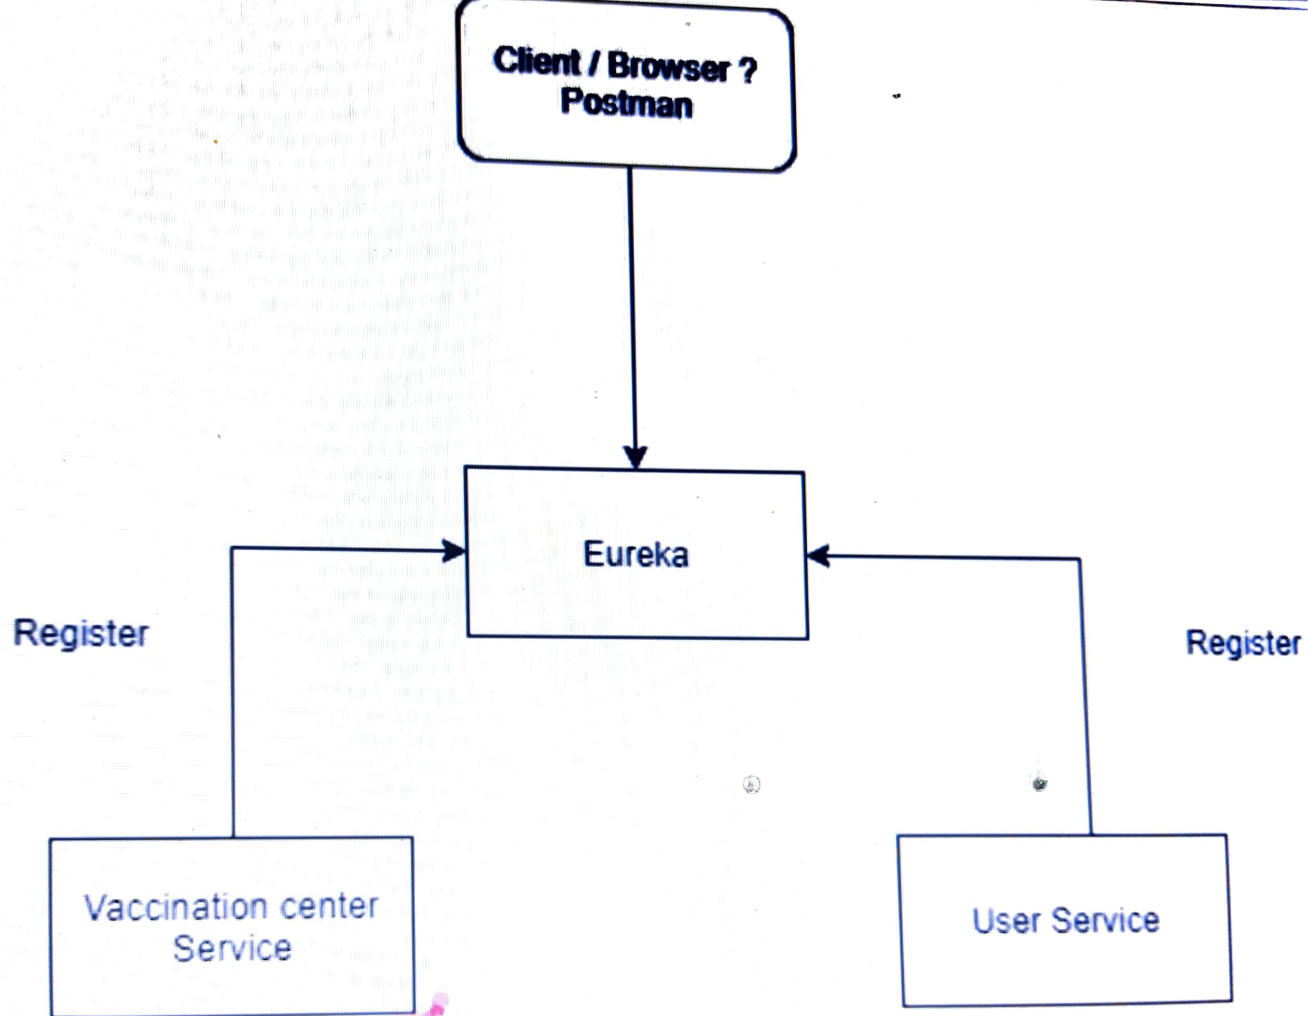 Client / Browser ?
Postman
Eureka
Register
Register
Vaccination center
Service
User Service